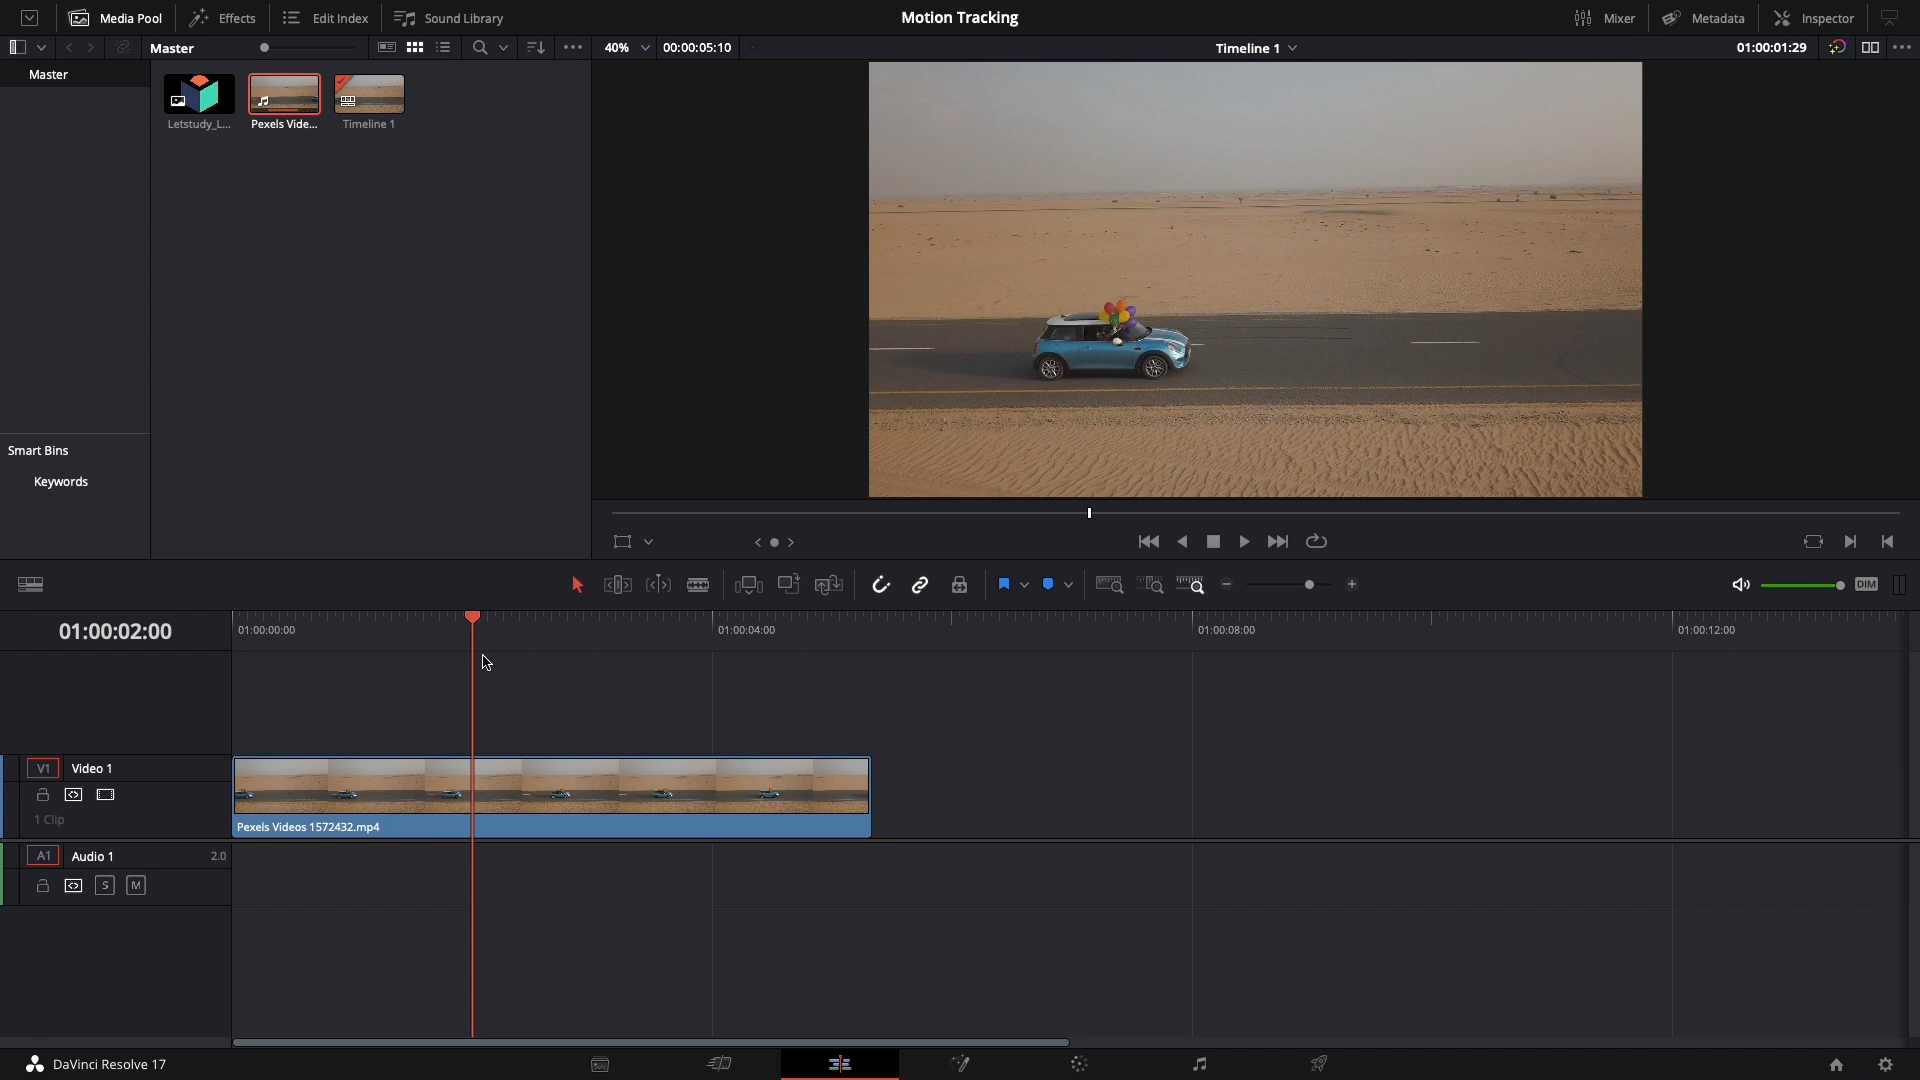 Media Pool
Effects
Edit Index
Sound Library
Motion Tracking
Mixer
Metadata
Inspector
Master
40%
00:00:05:10
Timeline 1
01:00:01:29
Master
Letstudy_L...
Pexels Vide...
Timeline 1
Smart Bins
Keywords
DIM
01:00:02:00
01:00:00:00
01:00:04:00
01:00:08:00
01:00:12:00
V1
Video 1
1 Clip
Pexels Videos 1572432.mp4
A1
Audio 1
2.0
S
M
DaVinci Resolve 17